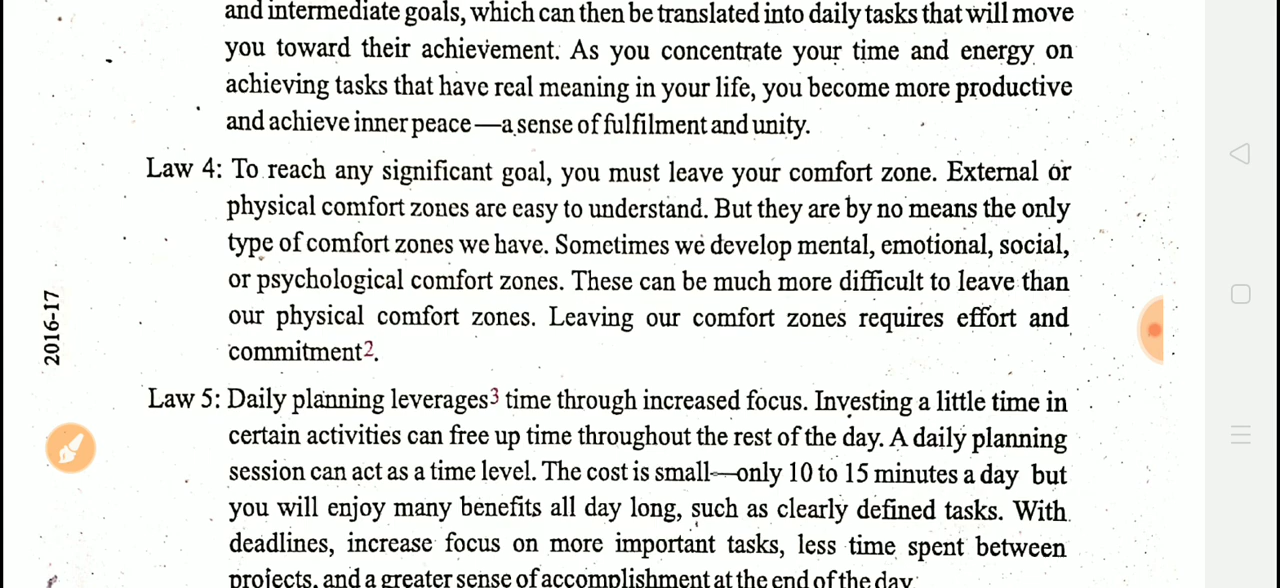 and intermediate goals, which can then be translated into daily tasks that will move
you toward their achievement. As you concentrate your time and energy on
achieving tasks that have real meaning in your life, you become more productive
and achieve inner peace—a sense of fulfilment and unity.
Law 4: To reach any significant goal, you must leave your comfort zone. External or
physical comfort zones are easy to understand. But they are by no means the only
type of comfort zones we have. Sometimes we develop mental, emotional, social,
or psychological comfort zones. These can be much more difficult to leave than
our physical comfort zones. Leaving our comfort zones requires effort and
commitment2.
2016-17
Law 5: Daily planning leverages3 time through increased focus. Investing a little time in
certain activities can free up time throughout the rest of the day. A daily planning
session can act as a time level. The cost is small—only 10 to 15 minutes a day but
you will enjoy many benefits all day long, such as clearly defined tasks. With
deadlines, increase focus on more important tasks, less time spent between
projects, and a greater sense of accomplishment at the end of the day